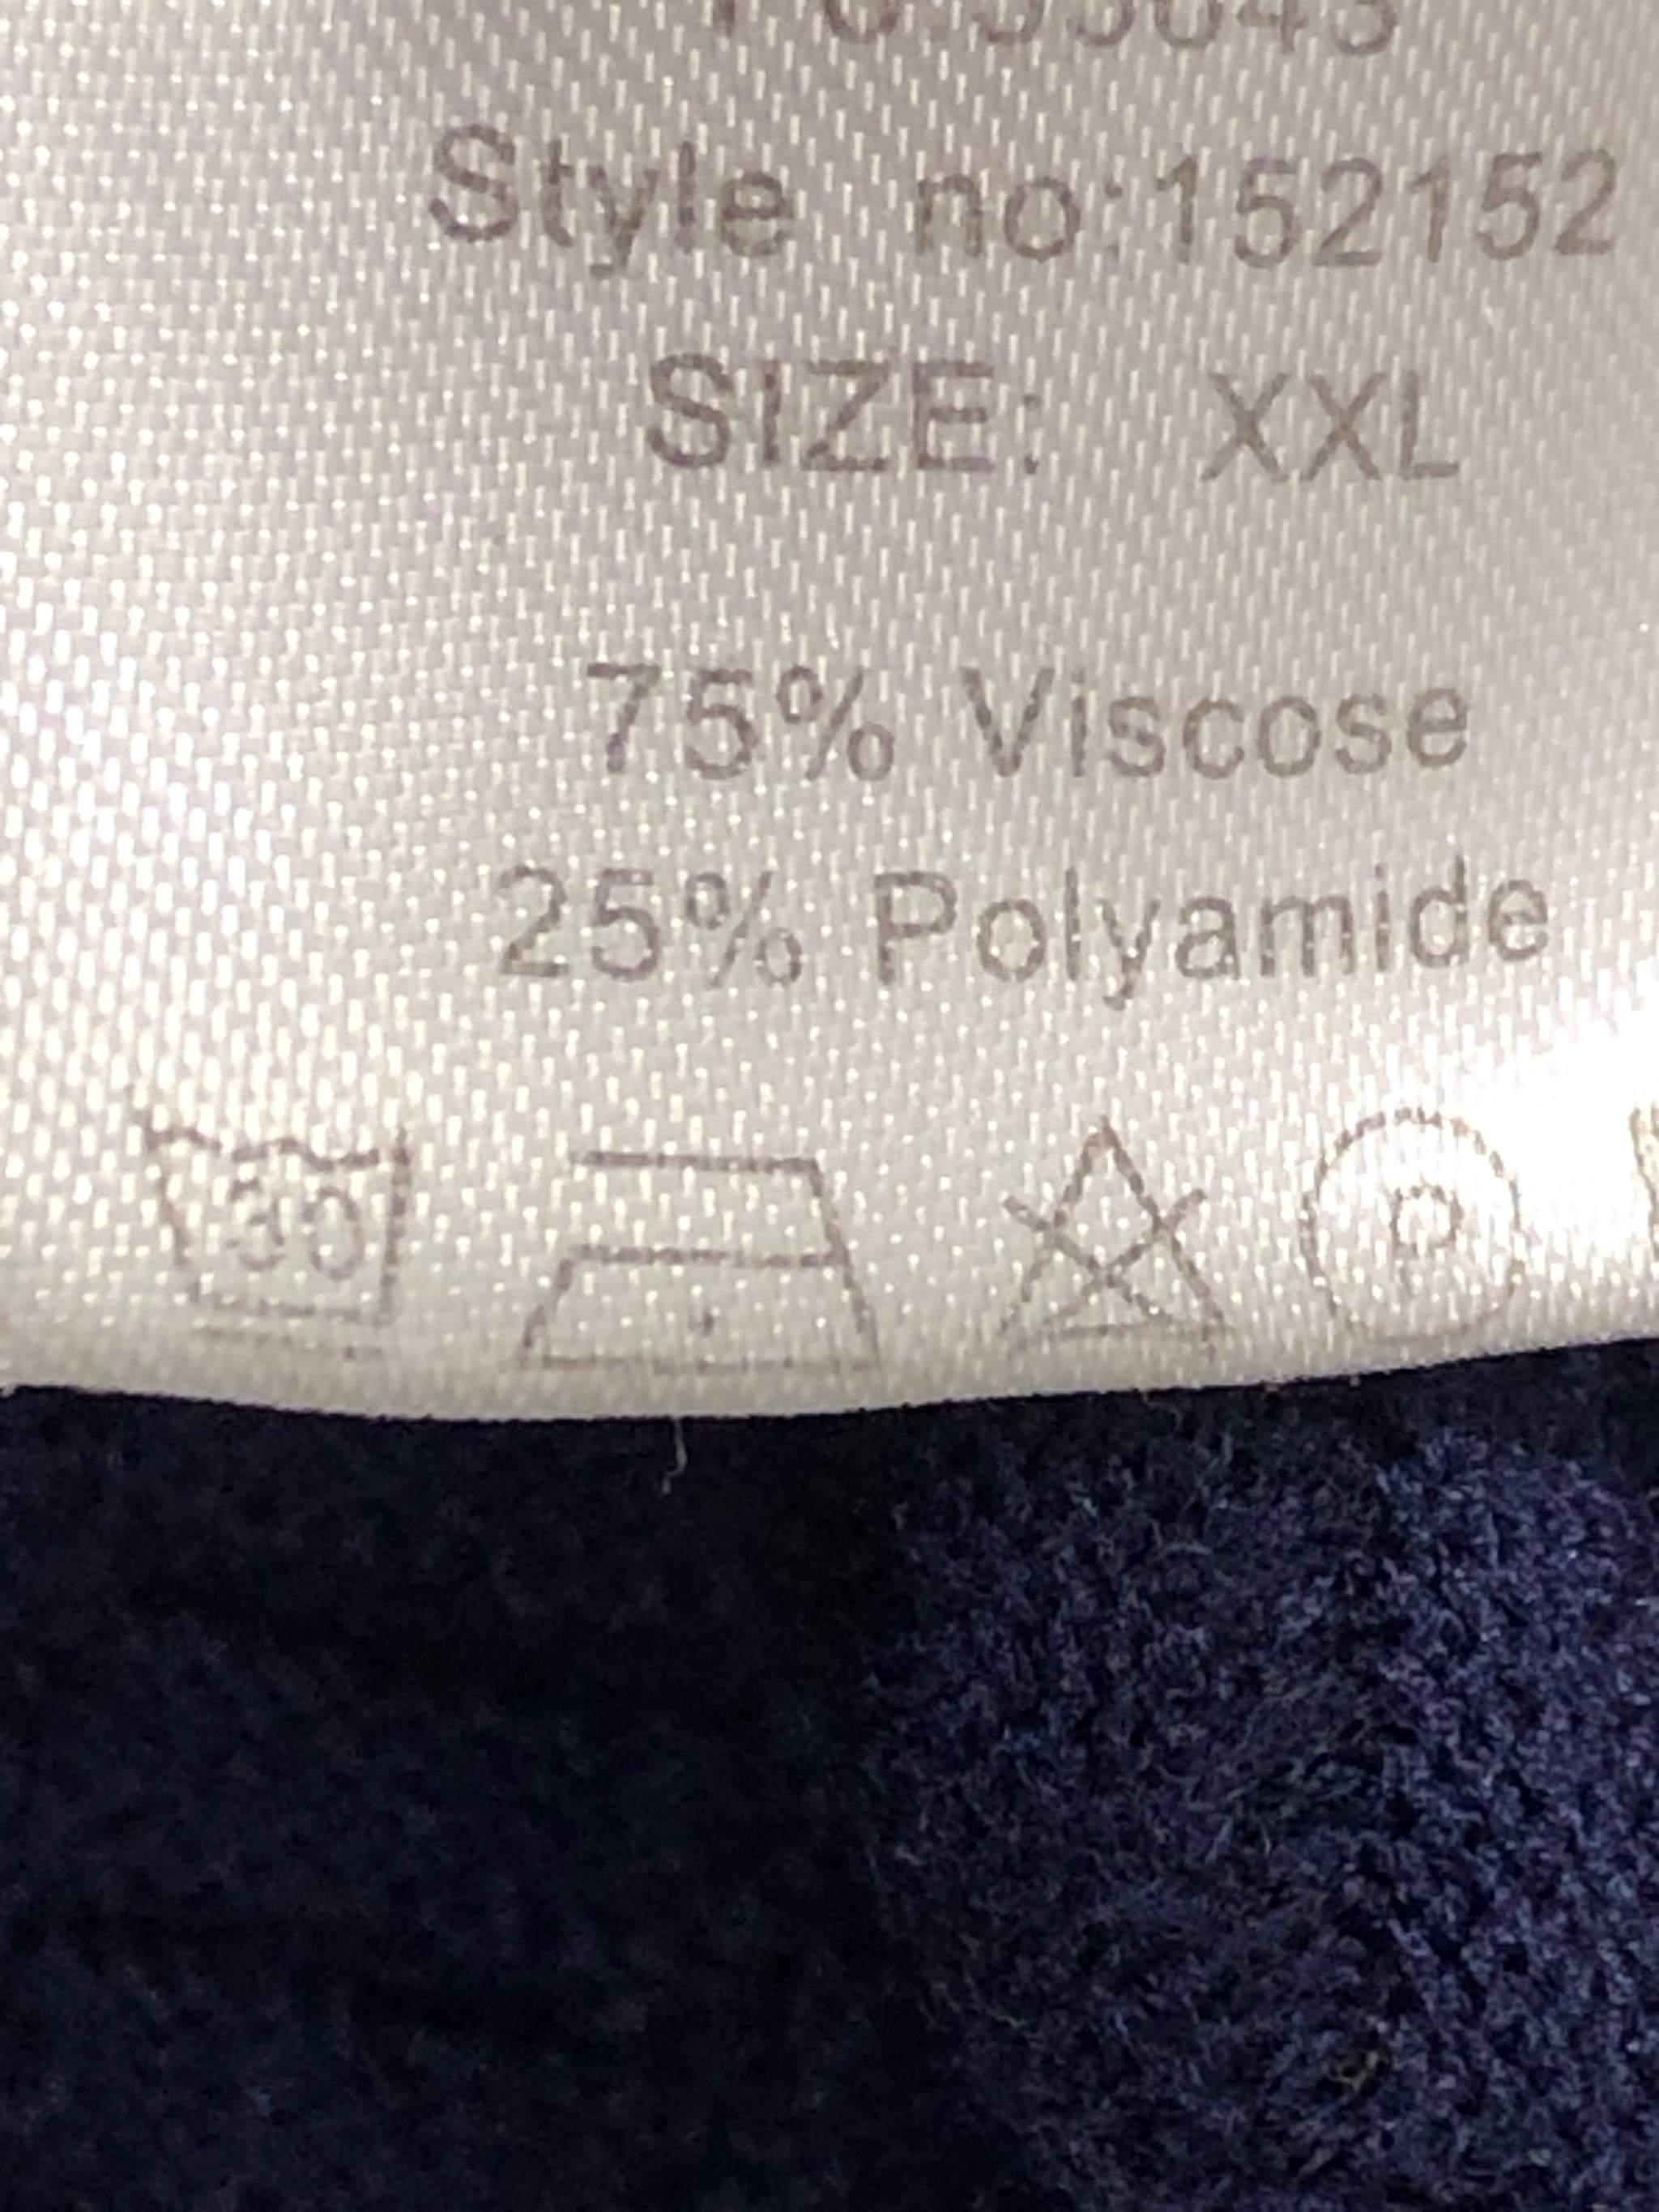 Style no:152152
SIZE: XXL
75% Viscose
25% Polyamide
30
P